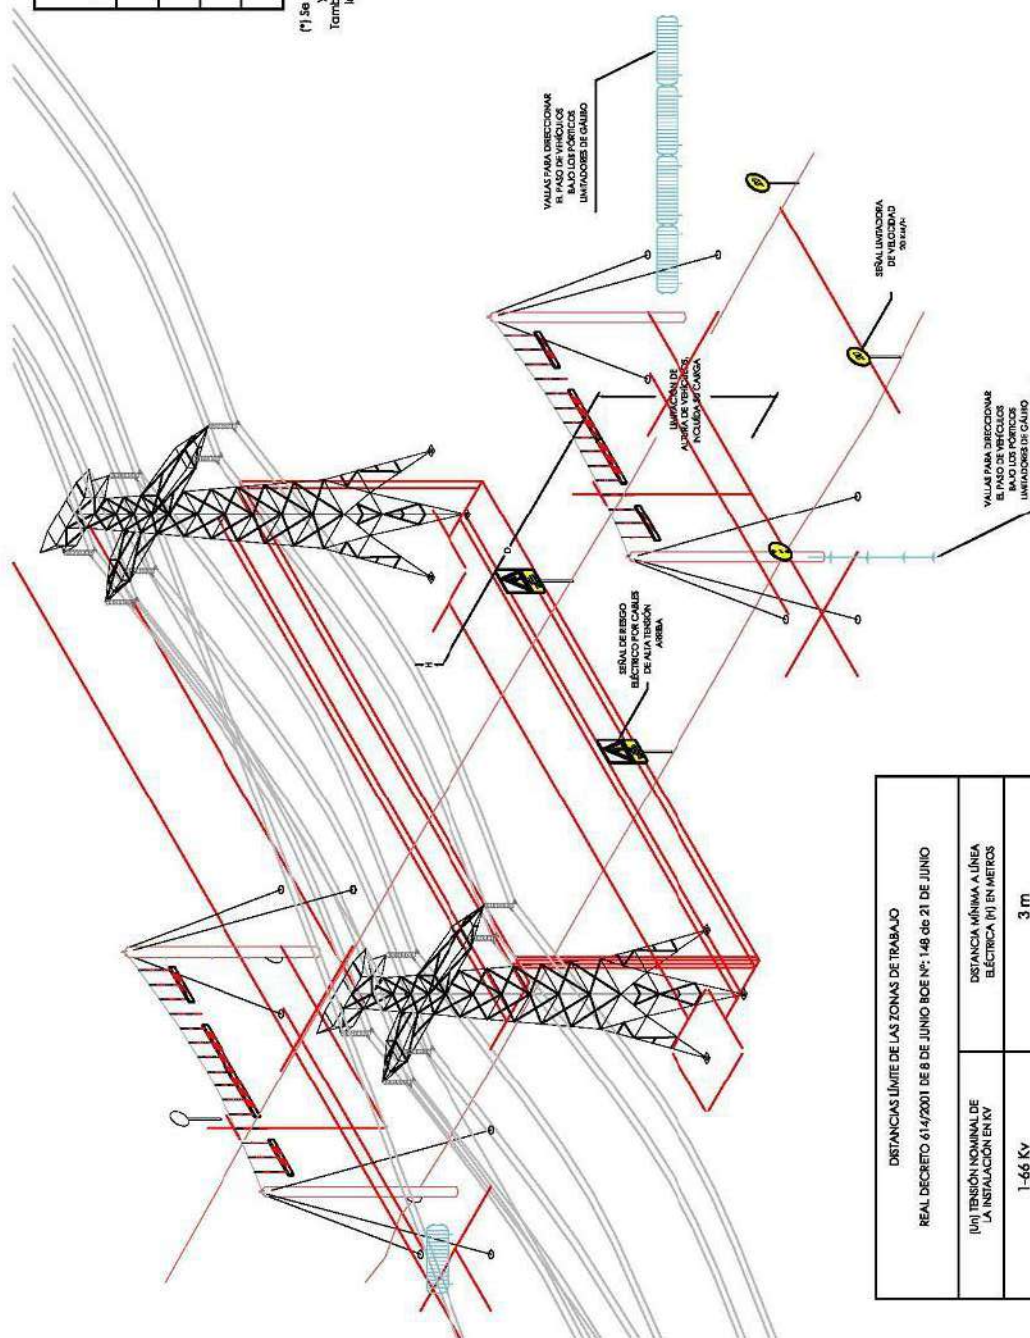 (*) Se
VALLAS PARA DIRECCIONAR
EL PASO DE VEHÍCULOS
BAJO LOS PÓRTICOS
LIMITADORES DE GÁLIBO
SEÑAL LIMITADORA
DE VELOCIDAD
20 KM/H
LIMITACIÓN DE
ALTURA DE VEHÍCULOS
INCLUIDA SU CARGA
D
H
SEÑAL DE RIESGO
ELÉCTRICO POR CABLES
DE ALTA TENSIÓN
ARRIBA
VALLAS PARA DIRECCIONAR
EL PASO DE VEHÍCULOS
BAJO LOS PÓRTICOS
LIMITADORES DE GÁLIBO
DISTANCIAS LÍMITE DE LAS ZONAS DE TRABAJO
REAL DECRETO 614/2001 DE 8 DE JUNIO BOE Nº: 148 de 21 DE JUNIO
(Un) TENSIÓN NOMINAL DE
LA INSTALACIÓN EN KV
DISTANCIA MÍNIMA A LÍNEA
ELÉCTRICA (H) EN METROS
1-66 Kv
3 m